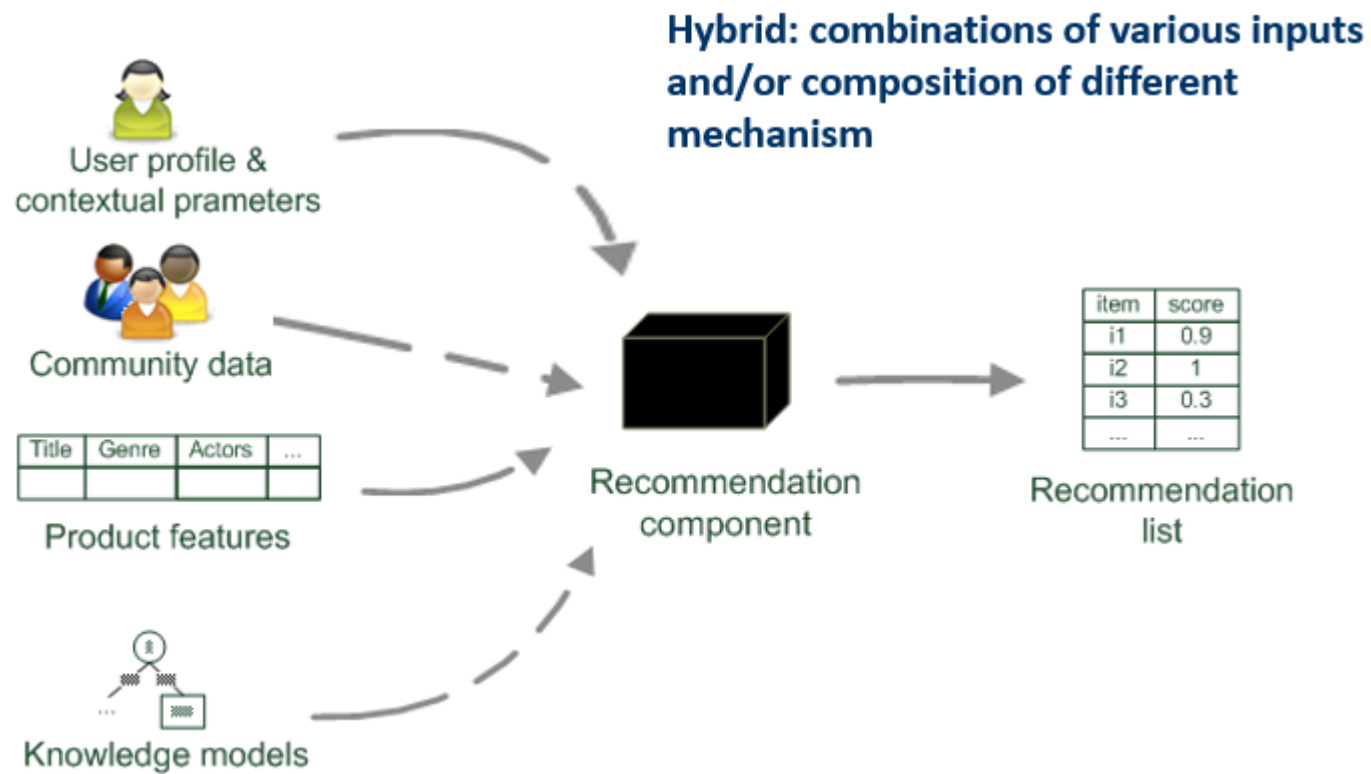 Hybrid: combinations of various inputs
and/or composition of different
mechanism
User profile &
contextual prameters
Community data
Title Genre Actors ...
Product features
Knowledge models
...
Recommendation
component
item score
i1 0.9
i2 1
i3 0.3
... ...
Recommendation
list